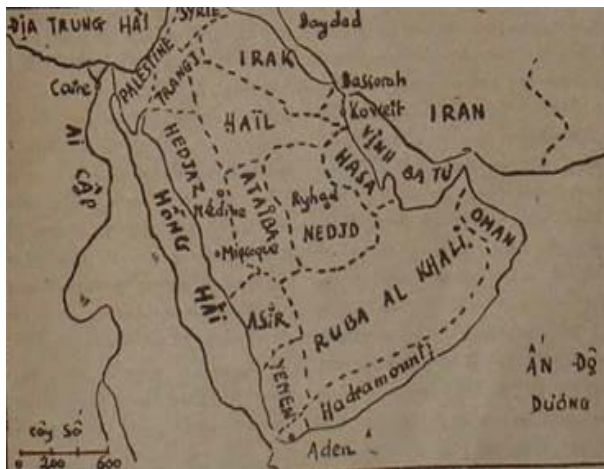 ĐỊA TRUNG HẢI
SYRIE
Bagdad
IRAK
Caire
PALESTINE
TRANSJ
Bassorah
Koveit
IRAN
HAÏL
AI CẬP
HEDJAZ
VỊNH BA TƯ
HASA
ATAÏBA
Ryhad
Médine
NEDJD
OMAN
HỒNG HẢI
Mecque
RUBA AL KHALI
ASIR
YEMEN
Hadramount
ẤN ĐỘ
DƯƠNG
cây Số
0 200 600
Aden